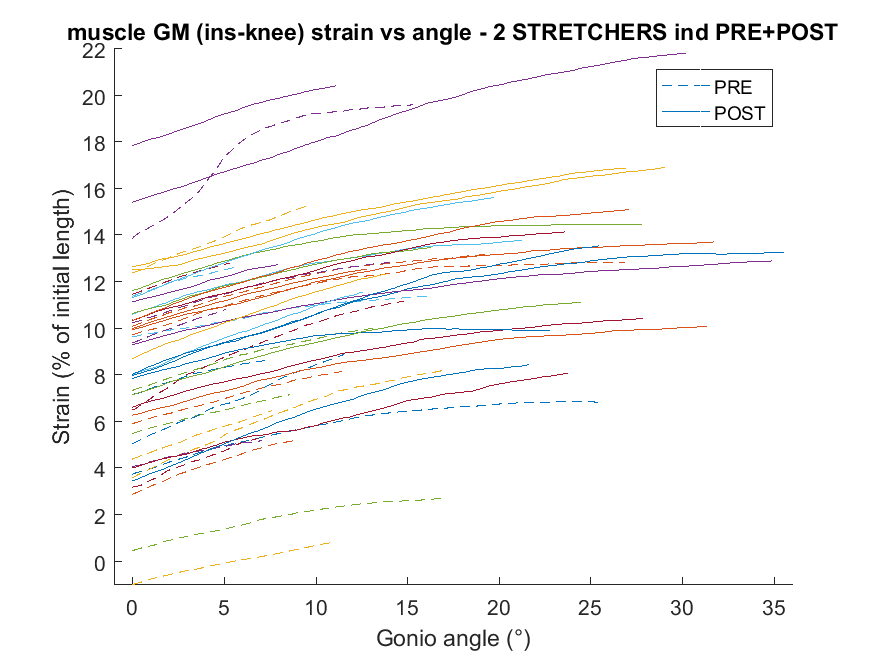 muscle GM (ins-knee) strain vs angle - 2 STRETCHERS ind PRE+POST
22
20
18
16
14
12
10
8
6
4
2
0
Strain (% of initial length)
PRE
POST
0 5 10 15 20 25 30 35
Gonio angle (°)